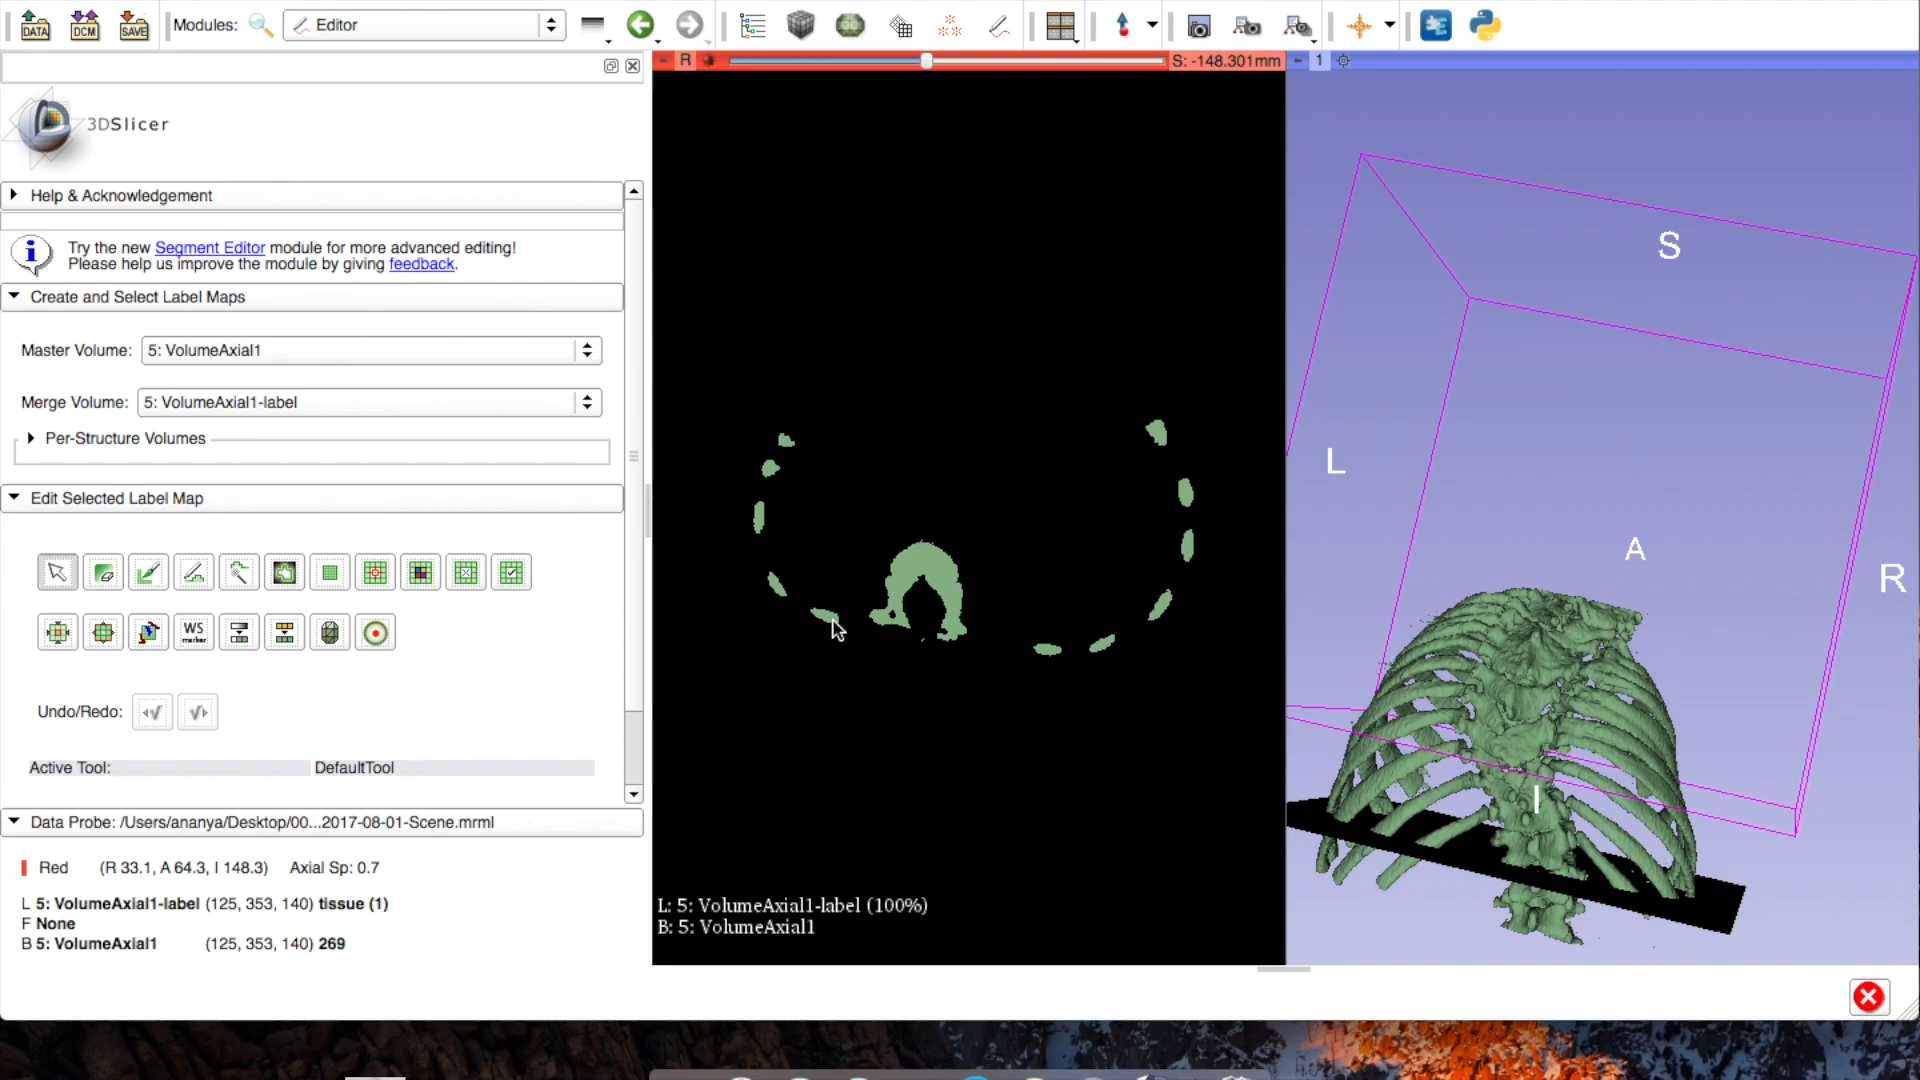 DATA DCM SAVE Modules: Editor
R S: -148.301mm 1
3DSlicer
Help & Acknowledgement
Try the new Segment Editor module for more advanced editing!
Please help us improve the module by giving feedback.
Create and Select Label Maps
Master Volume: 5: VolumeAxial1
Merge Volume: 5: VolumeAxial1-label
Per-Structure Volumes
Edit Selected Label Map
WS
marker
Undo/Redo:
Active Tool: DefaultTool
Data Probe: /Users/ananya/Desktop/00...2017-08-01-Scene.mrml
Red (R 33.1, A 64.3, I 148.3) Axial Sp: 0.7
L 5: VolumeAxial1-label (125, 353, 140) tissue (1)
F None
B 5: VolumeAxial1 (125, 353, 140) 269
L: 5: VolumeAxial1-label (100%)
B: 5: VolumeAxial1
S
L
A
R
I